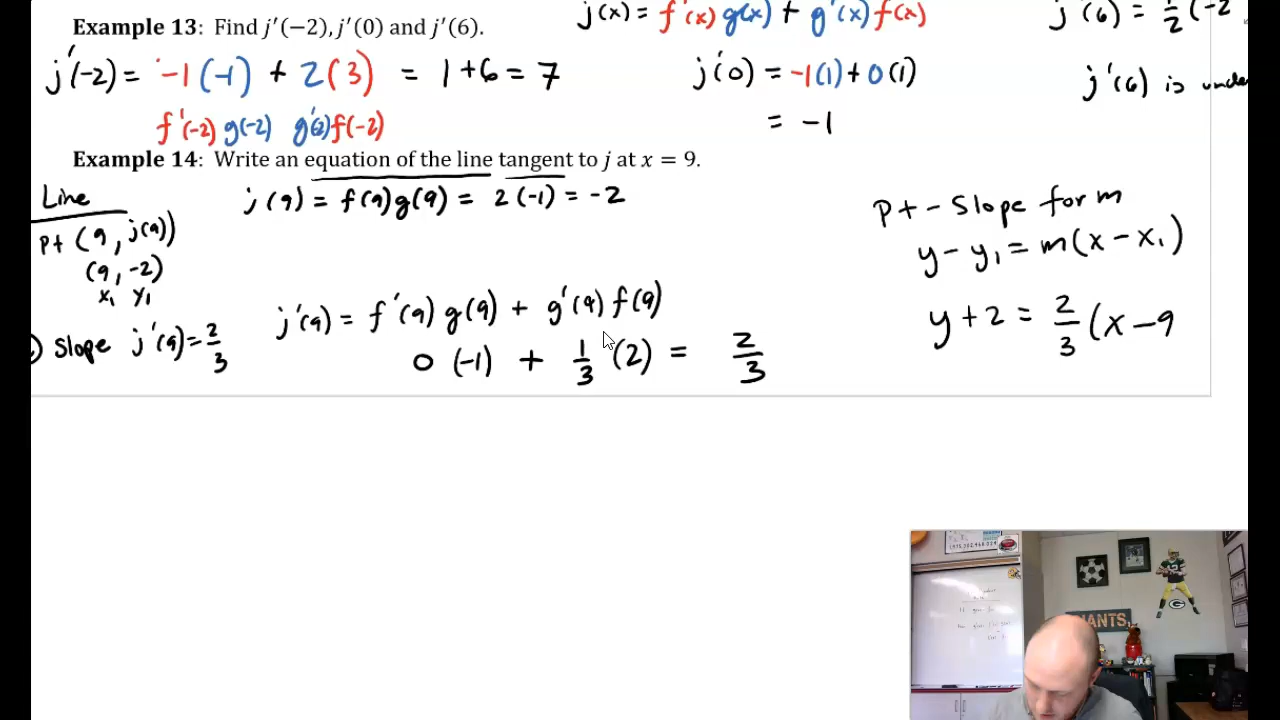 Example 13: Find j′(−2), j′(0) and j′(6).
j(x) = f'(x) g(x) + g'(x) f(x)
j'(6) = 1/2 (-2
j'(-2) = -1 (-1) + 2 (3) = 1+6 = 7
f'(-2) g(-2) g'(2) f(-2)
j'(0) = -1(1) + 0(1)
= -1
j'(6) is unde
Example 14: Write an equation of the line tangent to j at x = 9.
Line
pt (9, j(9))
(9, -2)
x₁ y₁
) Slope j'(9) = 2/3
j(9) = f(9)g(9) = 2(-1) = -2
j'(9) = f'(9) g(9) + g'(9) f(9)
0 (-1) + 1/3 (2) = 2/3
Pt-Slope form
y - y₁ = m(x - x₁)
y + 2 = 2/3 (x - 9
ANTS
G